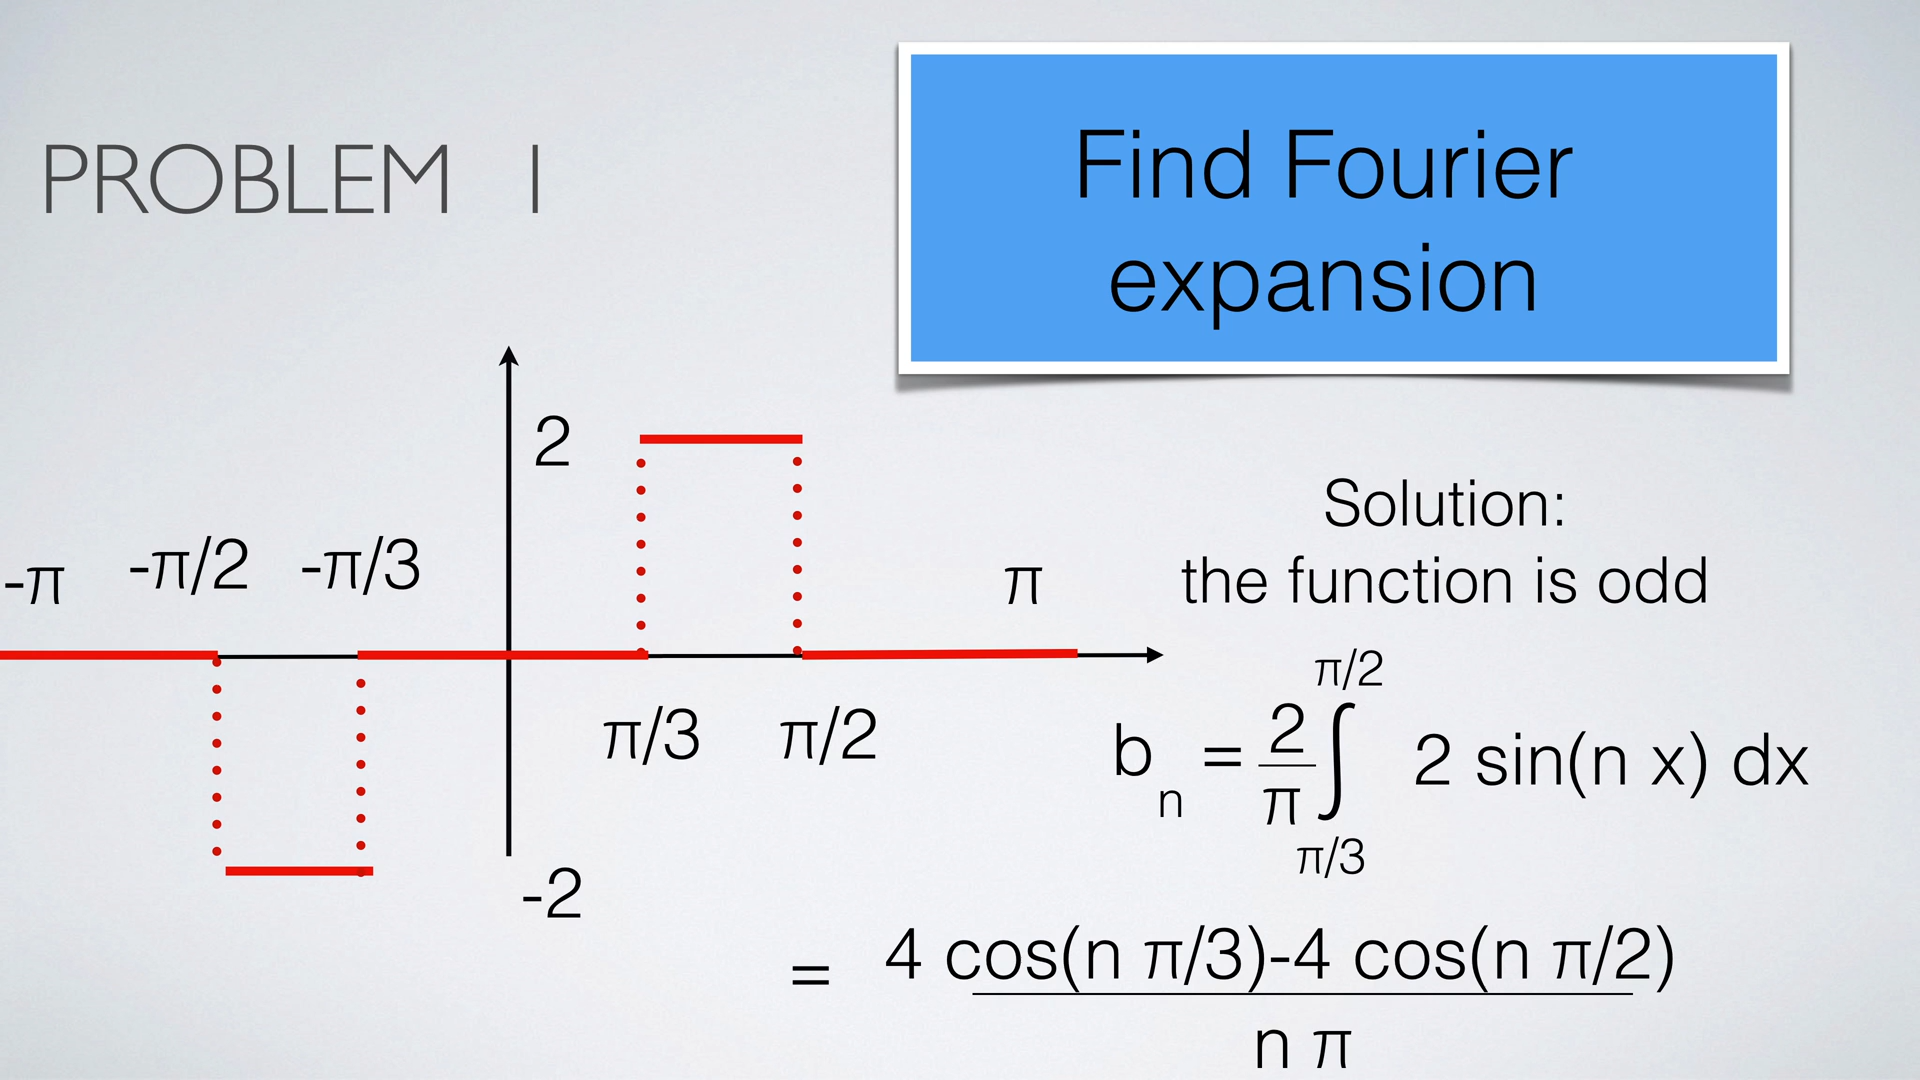 PROBLEM 1
Find Fourier
expansion
2
-π
-π/2
-π/3
π
π/3
π/2
-2
Solution:
the function is odd
π/2
b n = 2/π ∫ 2 sin(n x) dx
π/3
= 4 cos(n π/3)-4 cos(n π/2)
n π